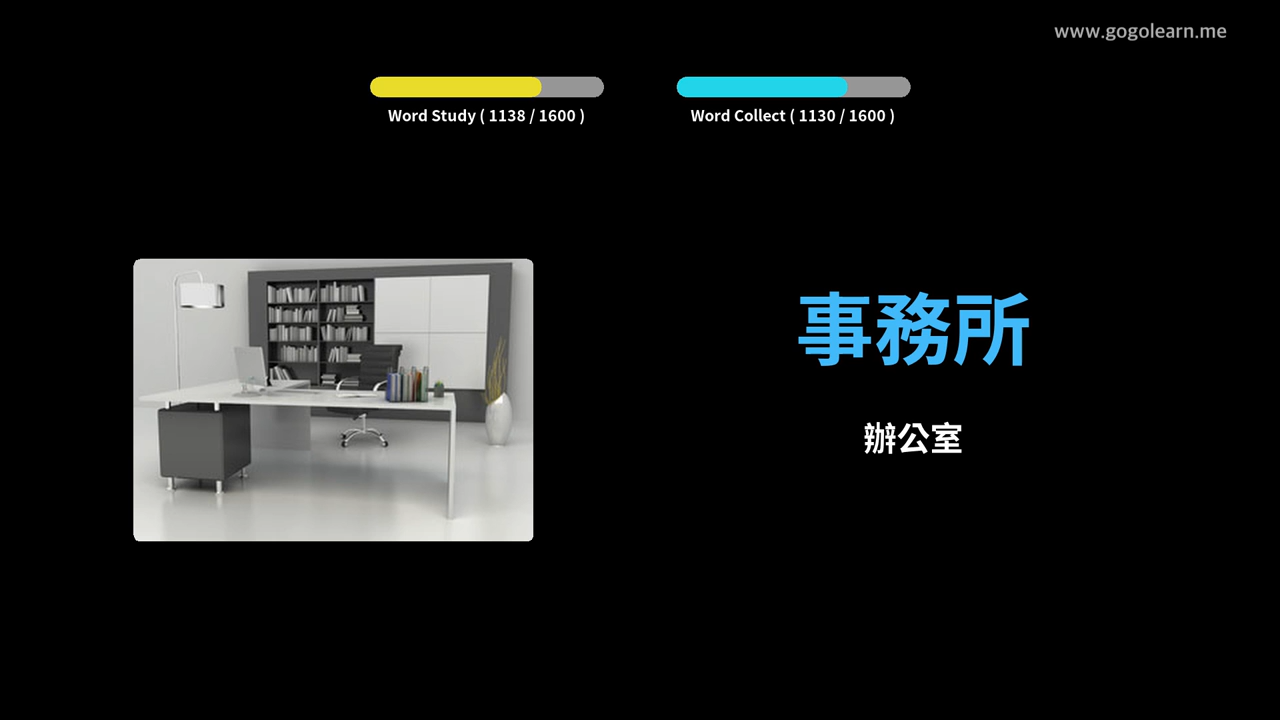 www.gogolearn.me
Word Study ( 1138 / 1600 )
Word Collect ( 1130 / 1600 )
事務所
辦公室